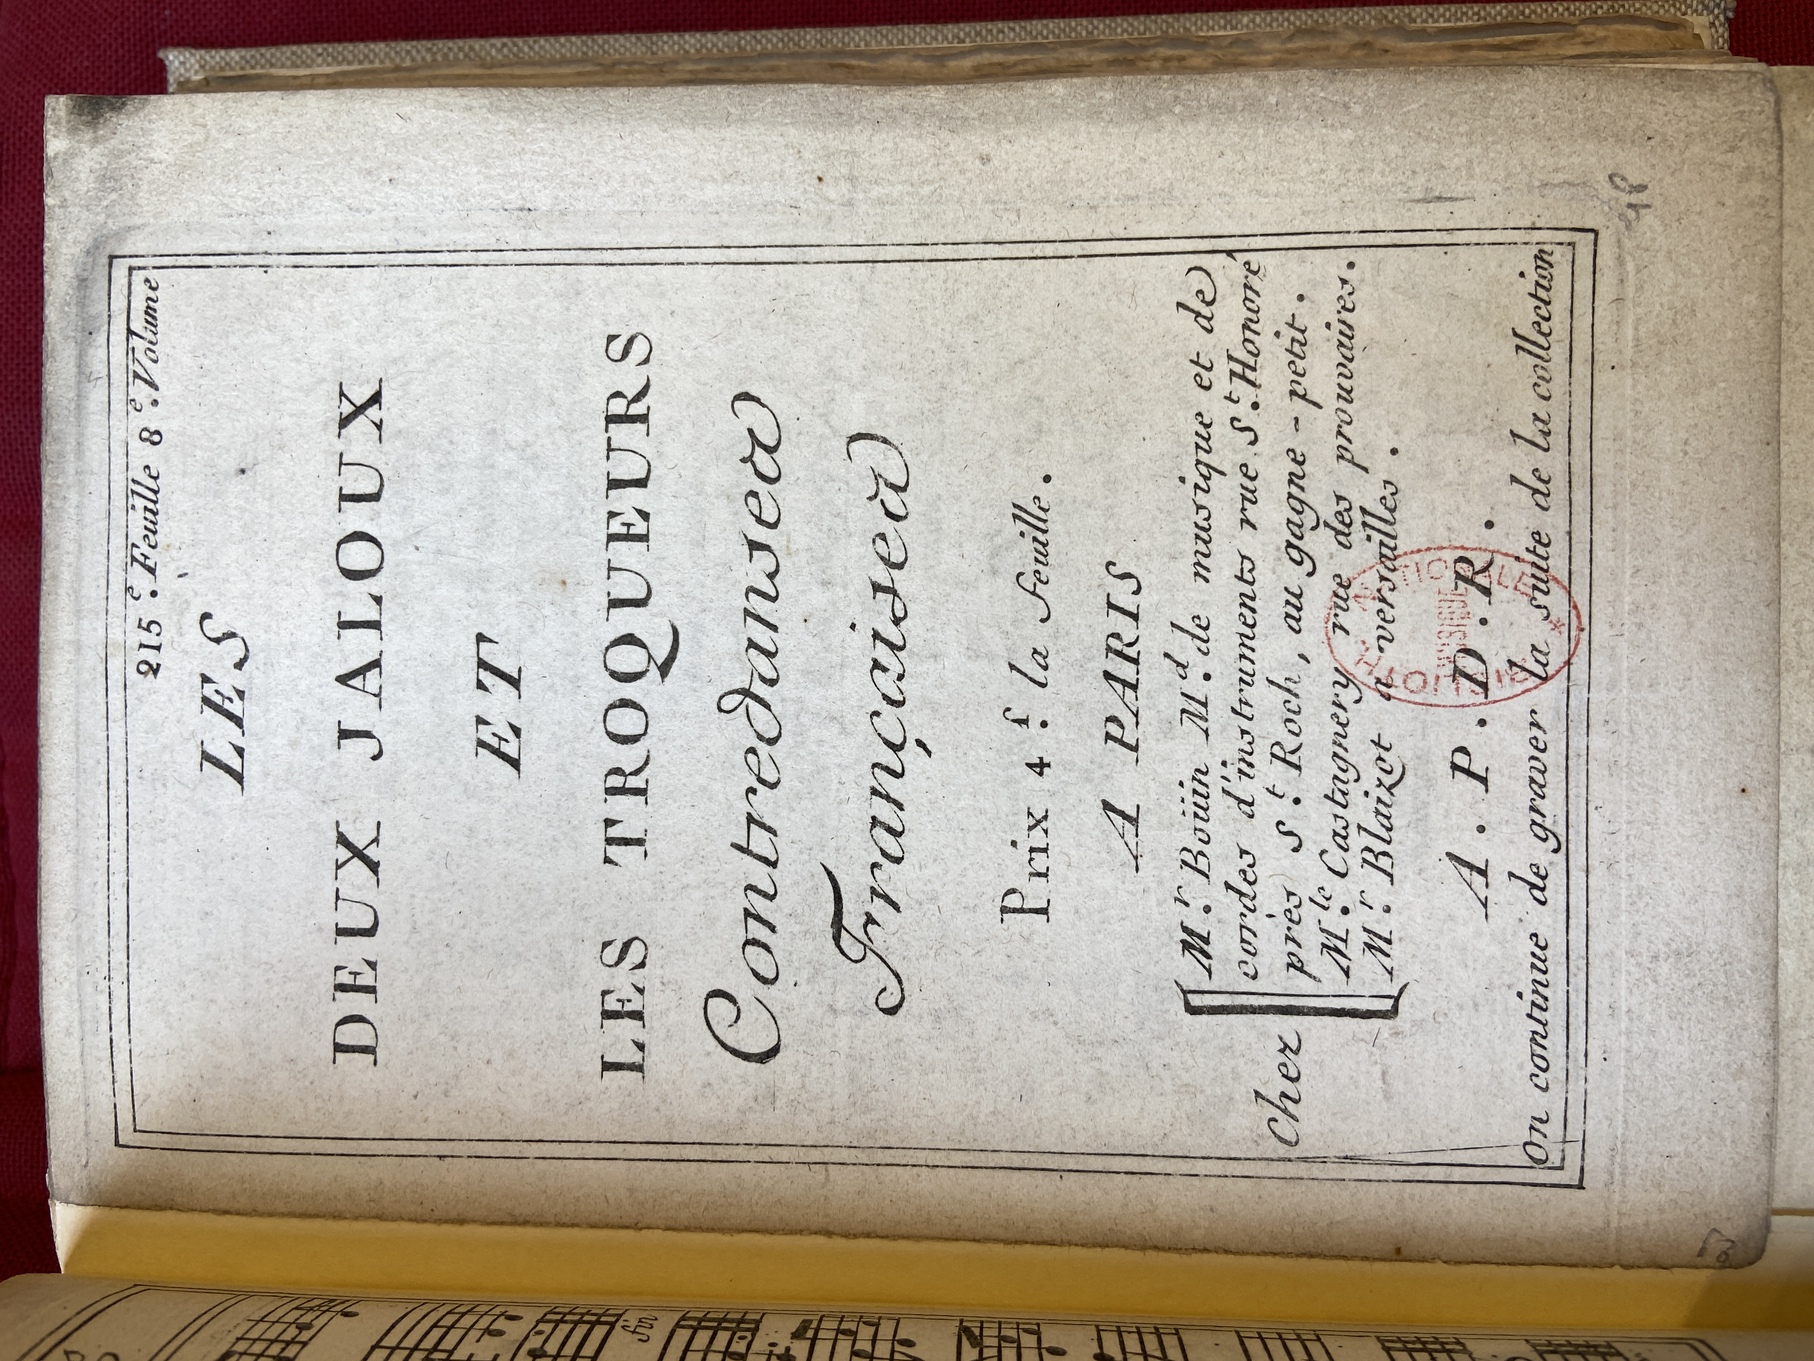 215.e Feuille 8.e Volume
LES
DEUX JALOUX
ET
LES TROQUEURS
Contredanses
Françaises
Prix 4.f la feuille.
A PARIS
Chez
M.r Boüin M.d de musique et de
cordes d'instruments rue S.t Honoré
près S.t Roch, au gagne-petit.
M.le Castagnery rue des prouvaires.
M.r Blaizot a versailles.
A. P. D. R.
On continue de graver la suite de la collection
fin